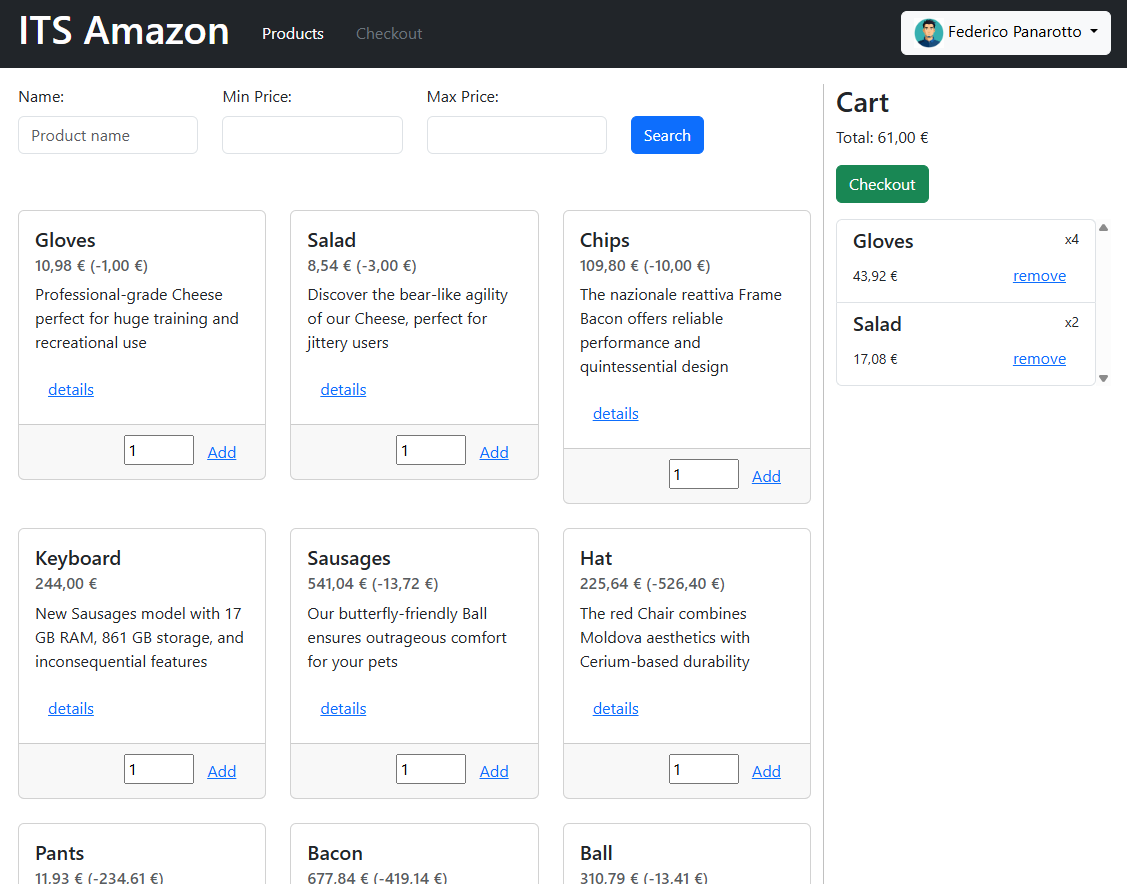 ITS Amazon Products Checkout Federico Panarotto
Name: Min Price: Max Price:
Product name Search
Gloves
10,98 € (-1,00 €)
Professional-grade Cheese
perfect for huge training and
recreational use
details
1 Add
Salad
8,54 € (-3,00 €)
Discover the bear-like agility
of our Cheese, perfect for
jittery users
details
1 Add
Chips
109,80 € (-10,00 €)
The nazionale reattiva Frame
Bacon offers reliable
performance and
quintessential design
details
1 Add
Keyboard
244,00 €
New Sausages model with 17
GB RAM, 861 GB storage, and
inconsequential features
details
1 Add
Sausages
541,04 € (-13,72 €)
Our butterfly-friendly Ball
ensures outrageous comfort
for your pets
details
1 Add
Hat
225,64 € (-526,40 €)
The red Chair combines
Moldova aesthetics with
Cerium-based durability
details
1 Add
Pants
11,93 € (-234,61 €)
Bacon
677,84 € (-419,14 €)
Ball
310,79 € (-13,41 €)
Cart
Total: 61,00 €
Checkout
Gloves x4
43,92 € remove
Salad x2
17,08 € remove